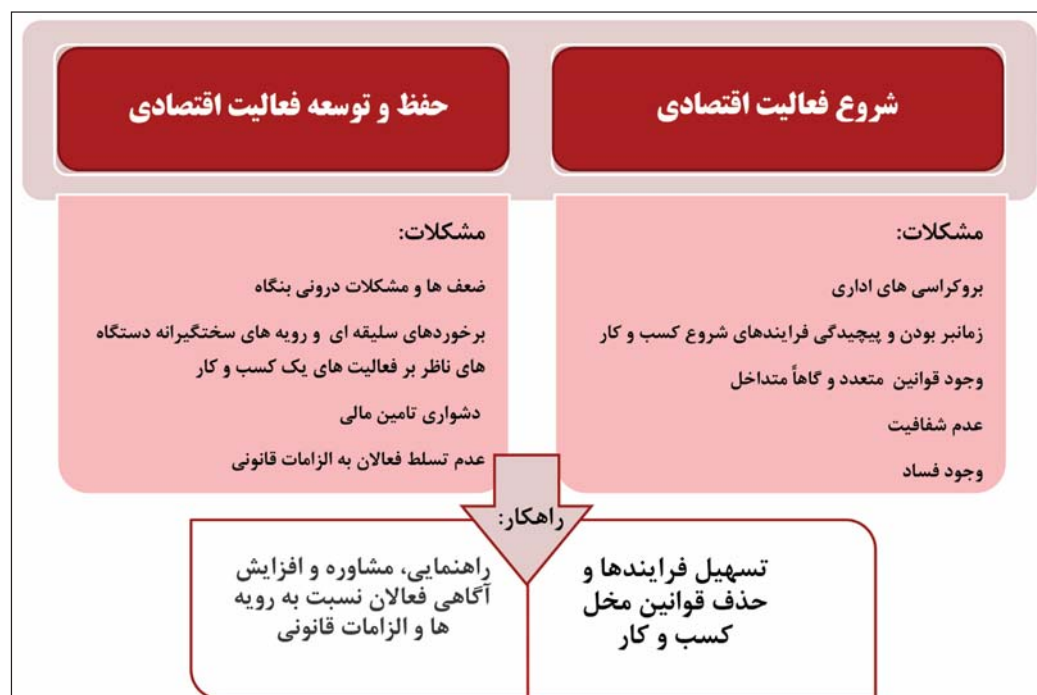 شروع فعالیت اقتصادی
مشکلات:
بروکراسی های اداری
زمانبر بودن و پیچیدگی فرایندهای شروع کسب و کار
وجود قوانین متعدد و گاهاً متداخل
عدم شفافیت
وجود فساد
حفظ و توسعه فعالیت اقتصادی
مشکلات:
ضعف ها و مشکلات درونی بنگاه
برخوردهای سلیقه ای و رویه های سختگیرانه دستگاه
های ناظر بر فعالیت های یک کسب و کار
دشواری تامین مالی
عدم تسلط فعالان به الزامات قانونی
راهکار:
تسهیل فرایندها و
حذف قوانین مخل
کسب و کار
راهنمایی، مشاوره و افزایش
آگاهی فعالان نسبت به رویه
ها و الزامات قانونی